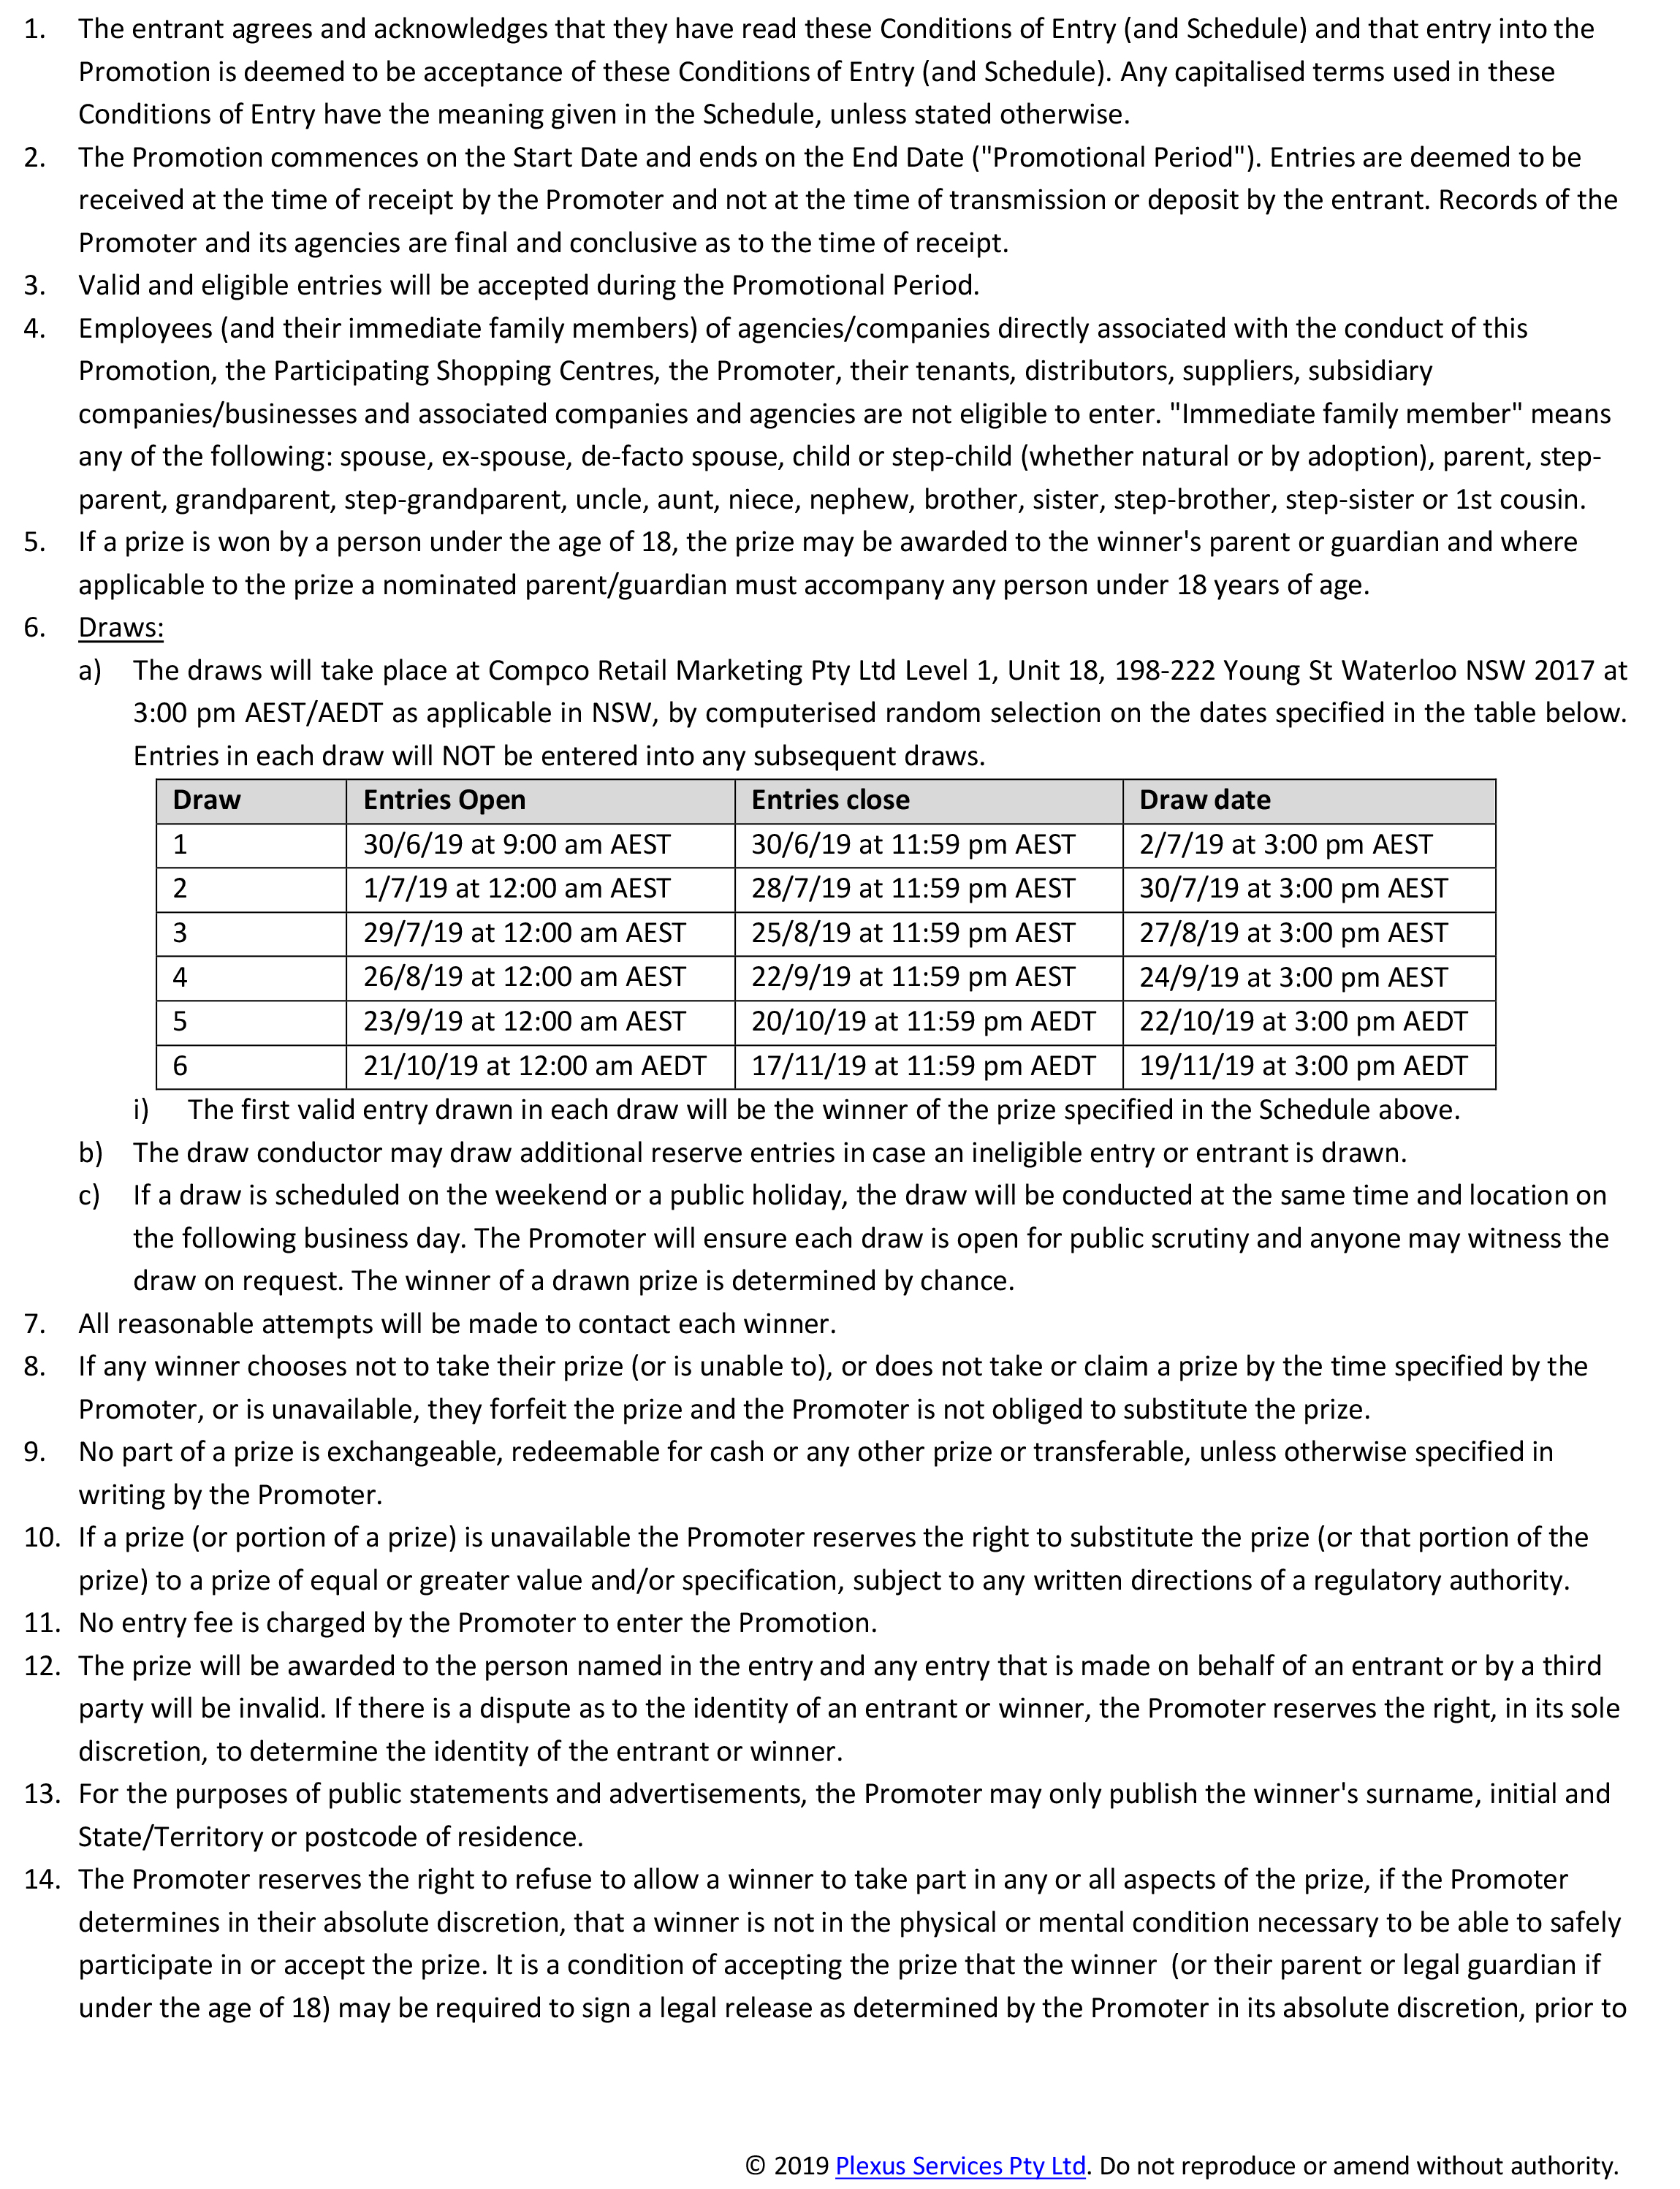 1. The entrant agrees and acknowledges that they have read these Conditions of Entry (and Schedule) and that entry into the
Promotion is deemed to be acceptance of these Conditions of Entry (and Schedule). Any capitalised terms used in these
Conditions of Entry have the meaning given in the Schedule, unless stated otherwise.
2. The Promotion commences on the Start Date and ends on the End Date ("Promotional Period"). Entries are deemed to be
received at the time of receipt by the Promoter and not at the time of transmission or deposit by the entrant. Records of the
Promoter and its agencies are final and conclusive as to the time of receipt.
3. Valid and eligible entries will be accepted during the Promotional Period.
4. Employees (and their immediate family members) of agencies/companies directly associated with the conduct of this
Promotion, the Participating Shopping Centres, the Promoter, their tenants, distributors, suppliers, subsidiary
companies/businesses and associated companies and agencies are not eligible to enter. "Immediate family member" means
any of the following: spouse, ex-spouse, de-facto spouse, child or step-child (whether natural or by adoption), parent, step-
parent, grandparent, step-grandparent, uncle, aunt, niece, nephew, brother, sister, step-brother, step-sister or 1st cousin.
5. If a prize is won by a person under the age of 18, the prize may be awarded to the winner's parent or guardian and where
applicable to the prize a nominated parent/guardian must accompany any person under 18 years of age.
6. Draws:
a) The draws will take place at Compco Retail Marketing Pty Ltd Level 1, Unit 18, 198-222 Young St Waterloo NSW 2017 at
3:00 pm AEST/AEDT as applicable in NSW, by computerised random selection on the dates specified in the table below.
Entries in each draw will NOT be entered into any subsequent draws.
Draw Entries Open Entries close Draw date
1 30/6/19 at 9:00 am AEST 30/6/19 at 11:59 pm AEST 2/7/19 at 3:00 pm AEST
2 1/7/19 at 12:00 am AEST 28/7/19 at 11:59 pm AEST 30/7/19 at 3:00 pm AEST
3 29/7/19 at 12:00 am AEST 25/8/19 at 11:59 pm AEST 27/8/19 at 3:00 pm AEST
4 26/8/19 at 12:00 am AEST 22/9/19 at 11:59 pm AEST 24/9/19 at 3:00 pm AEST
5 23/9/19 at 12:00 am AEST 20/10/19 at 11:59 pm AEDT 22/10/19 at 3:00 pm AEDT
6 21/10/19 at 12:00 am AEDT 17/11/19 at 11:59 pm AEDT 19/11/19 at 3:00 pm AEDT
i) The first valid entry drawn in each draw will be the winner of the prize specified in the Schedule above.
b) The draw conductor may draw additional reserve entries in case an ineligible entry or entrant is drawn.
c) If a draw is scheduled on the weekend or a public holiday, the draw will be conducted at the same time and location on
the following business day. The Promoter will ensure each draw is open for public scrutiny and anyone may witness the
draw on request. The winner of a drawn prize is determined by chance.
7. All reasonable attempts will be made to contact each winner.
8. If any winner chooses not to take their prize (or is unable to), or does not take or claim a prize by the time specified by the
Promoter, or is unavailable, they forfeit the prize and the Promoter is not obliged to substitute the prize.
9. No part of a prize is exchangeable, redeemable for cash or any other prize or transferable, unless otherwise specified in
writing by the Promoter.
10. If a prize (or portion of a prize) is unavailable the Promoter reserves the right to substitute the prize (or that portion of the
prize) to a prize of equal or greater value and/or specification, subject to any written directions of a regulatory authority.
11. No entry fee is charged by the Promoter to enter the Promotion.
12. The prize will be awarded to the person named in the entry and any entry that is made on behalf of an entrant or by a third
party will be invalid. If there is a dispute as to the identity of an entrant or winner, the Promoter reserves the right, in its sole
discretion, to determine the identity of the entrant or winner.
13. For the purposes of public statements and advertisements, the Promoter may only publish the winner's surname, initial and
State/Territory or postcode of residence.
14. The Promoter reserves the right to refuse to allow a winner to take part in any or all aspects of the prize, if the Promoter
determines in their absolute discretion, that a winner is not in the physical or mental condition necessary to be able to safely
participate in or accept the prize. It is a condition of accepting the prize that the winner (or their parent or legal guardian if
under the age of 18) may be required to sign a legal release as determined by the Promoter in its absolute discretion, prior to
© 2019 Plexus Services Pty Ltd. Do not reproduce or amend without authority.